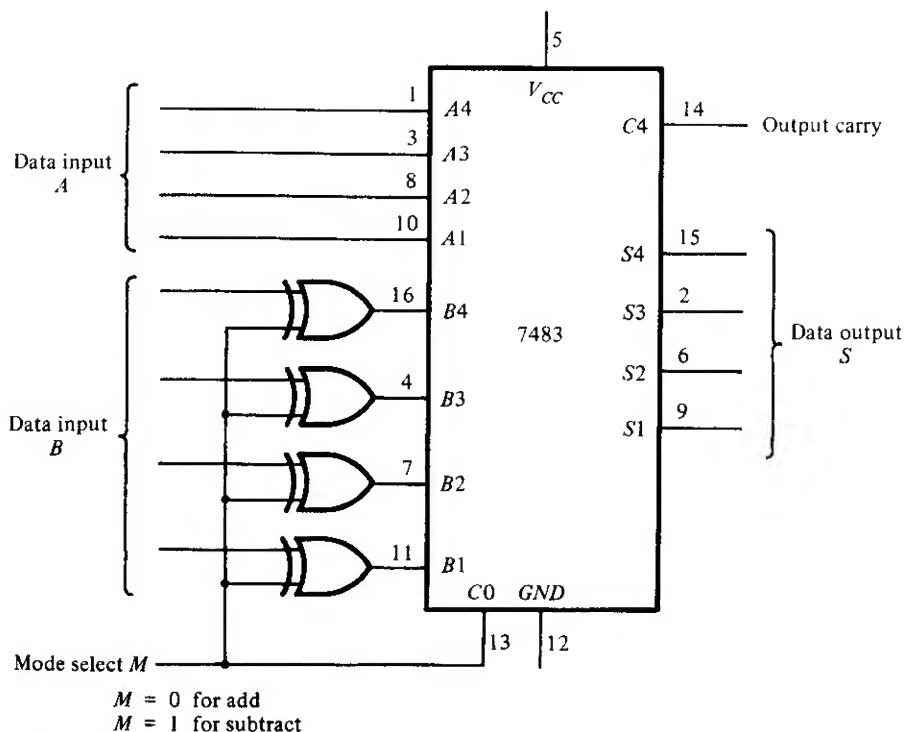 5
V_CC
1
A4
3
A3
8
A2
10
A1
Data input
A
C4
14
Output carry
S4
15
S3
2
S2
6
S1
9
Data output
S
7483
16
B4
4
B3
7
B2
11
B1
Data input
B
C0
GND
13
12
Mode select M
M = 0 for add
M = 1 for subtract